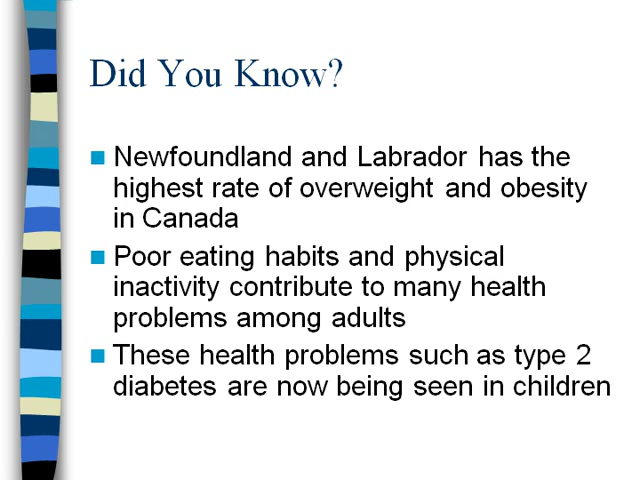 Did You Know?
Newfoundland and Labrador has the
highest rate of overweight and obesity
in Canada
Poor eating habits and physical
inactivity contribute to many health
problems among adults
These health problems such as type 2
diabetes are now being seen in children